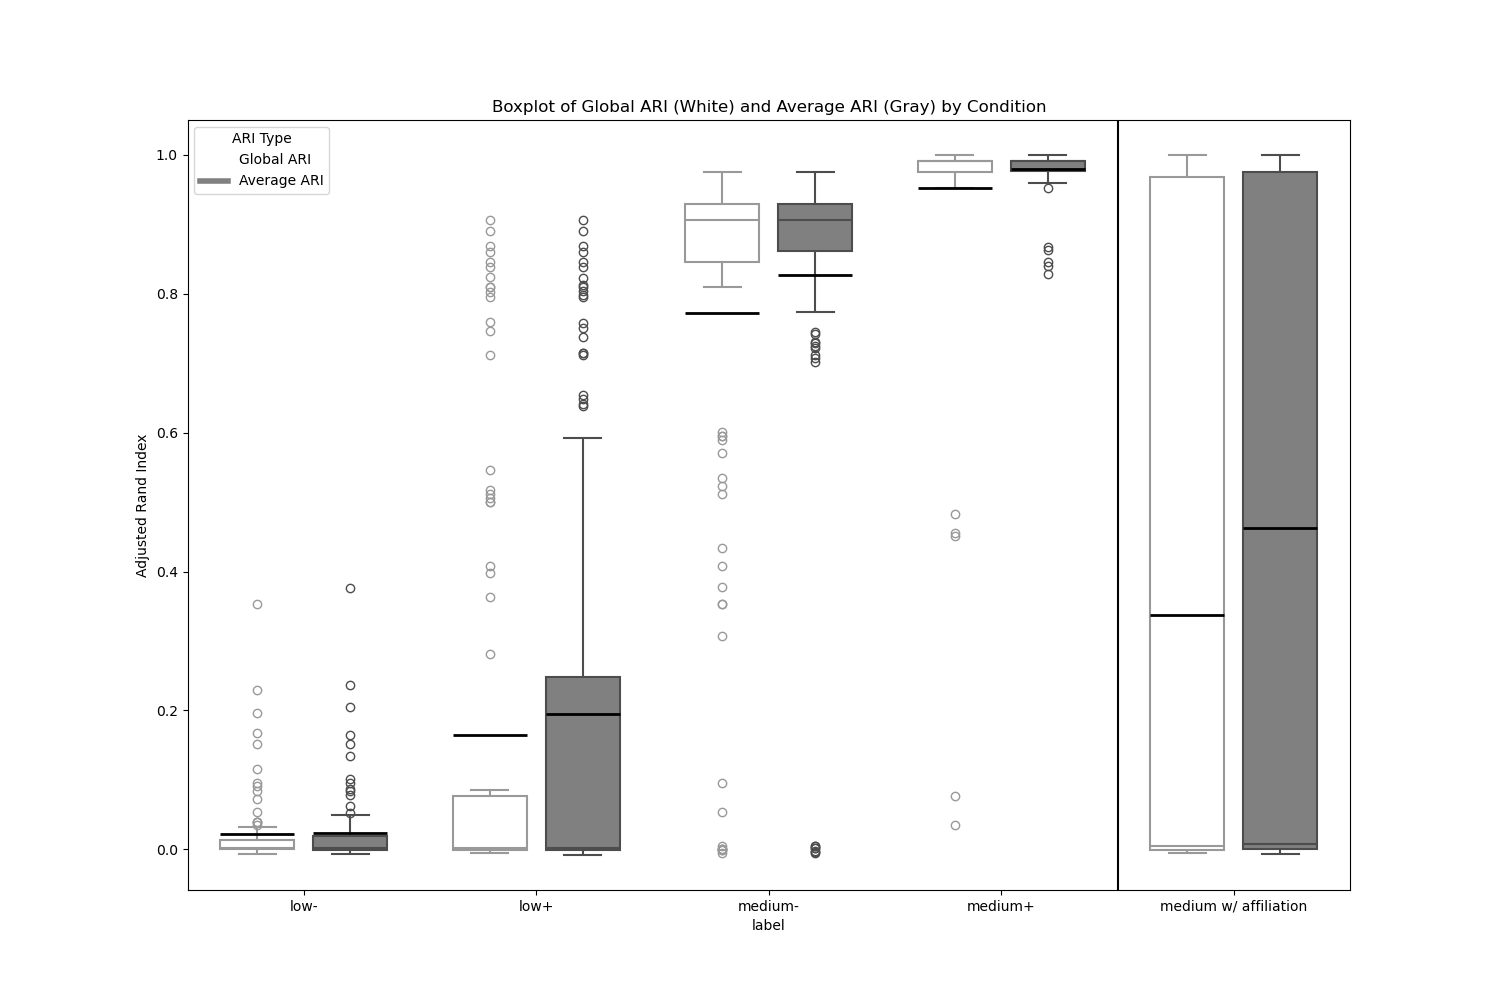 Boxplot of Global ARI (White) and Average ARI (Gray) by Condition
ARI Type
Global ARI
Average ARI
Adjusted Rand Index
1.0
0.8
0.6
0.4
0.2
0.0
low-
low+
medium-
medium+
medium w/ affiliation
label